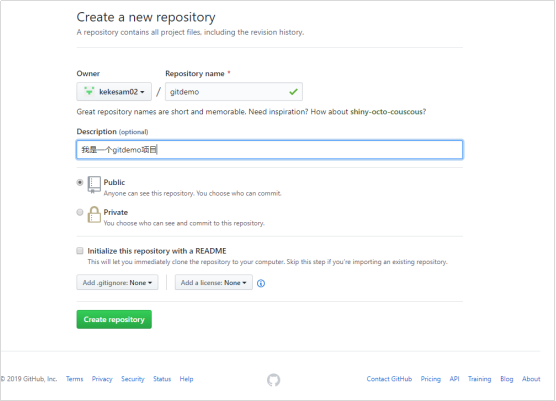 Create a new repository
A repository contains all project files, including the revision history.
Owner Repository name *
kekesam02 / gitdemo
Great repository names are short and memorable. Need inspiration? How about shiny-octo-couscous?
Description (optional)
我是一个gitdemo项目
Public
Anyone can see this repository. You choose who can commit.
Private
You choose who can see and commit to this repository.
Initialize this repository with a README
This will let you immediately clone the repository to your computer. Skip this step if you're importing an existing repository.
Add .gitignore: None Add a license: None
Create repository
© 2019 GitHub, Inc. Terms Privacy Security Status Help Contact GitHub Pricing API Training Blog About